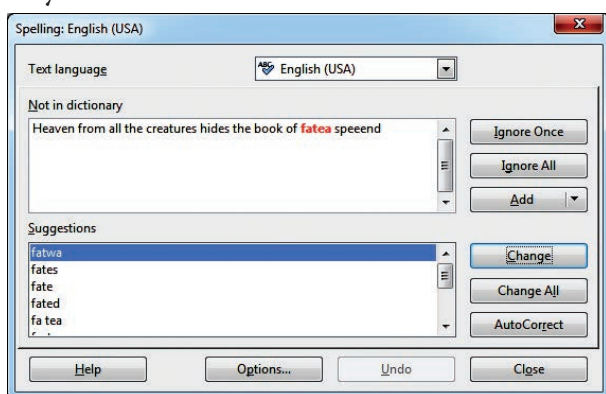 Spelling: English (USA)
Text language
English (USA)
Not in dictionary
Heaven from all the creatures hides the book of fatea speeend
Ignore Once
Ignore All
Add
Suggestions
fatwa
fates
fate
fated
fa tea
Change
Change All
AutoCorrect
Help
Options...
Undo
Close